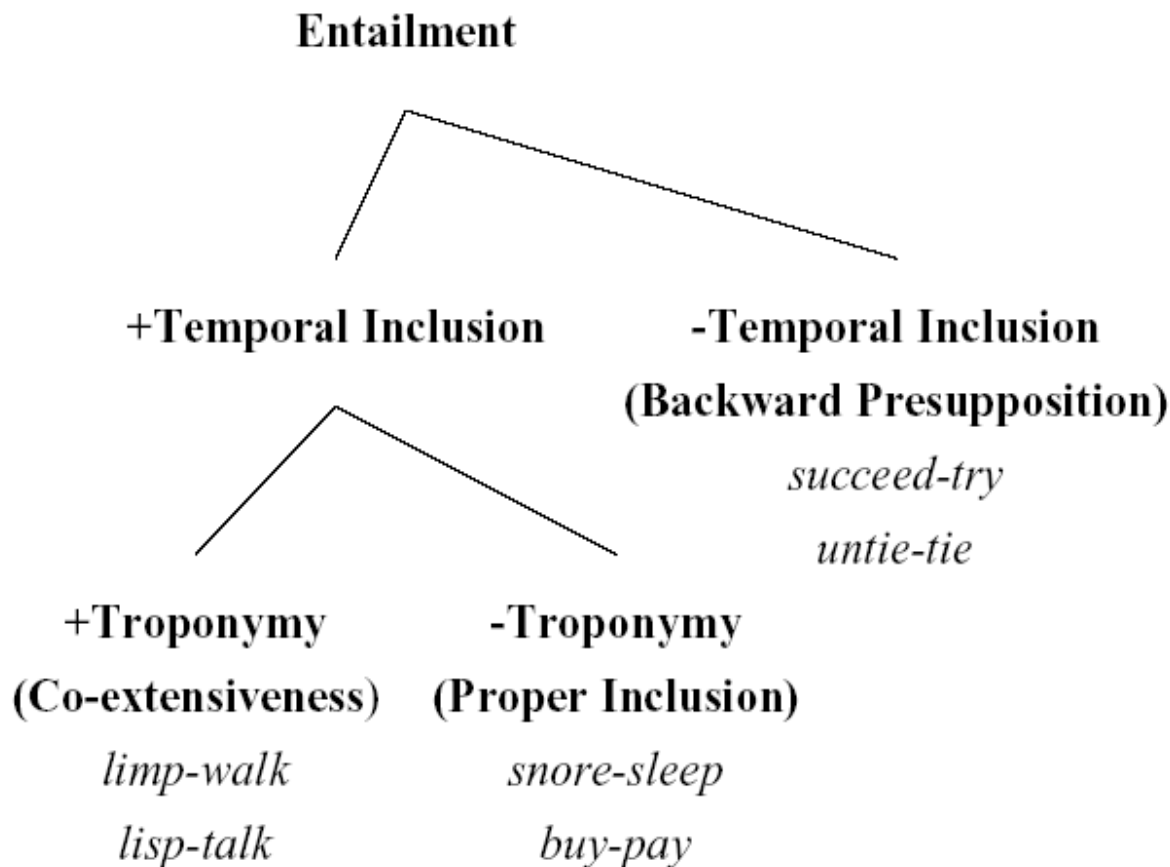 Entailment
+Temporal Inclusion
-Temporal Inclusion
(Backward Presupposition)
succeed-try
untie-tie
+Troponymy
(Co-extensiveness)
limp-walk
lisp-talk
-Troponymy
(Proper Inclusion)
snore-sleep
buy-pay